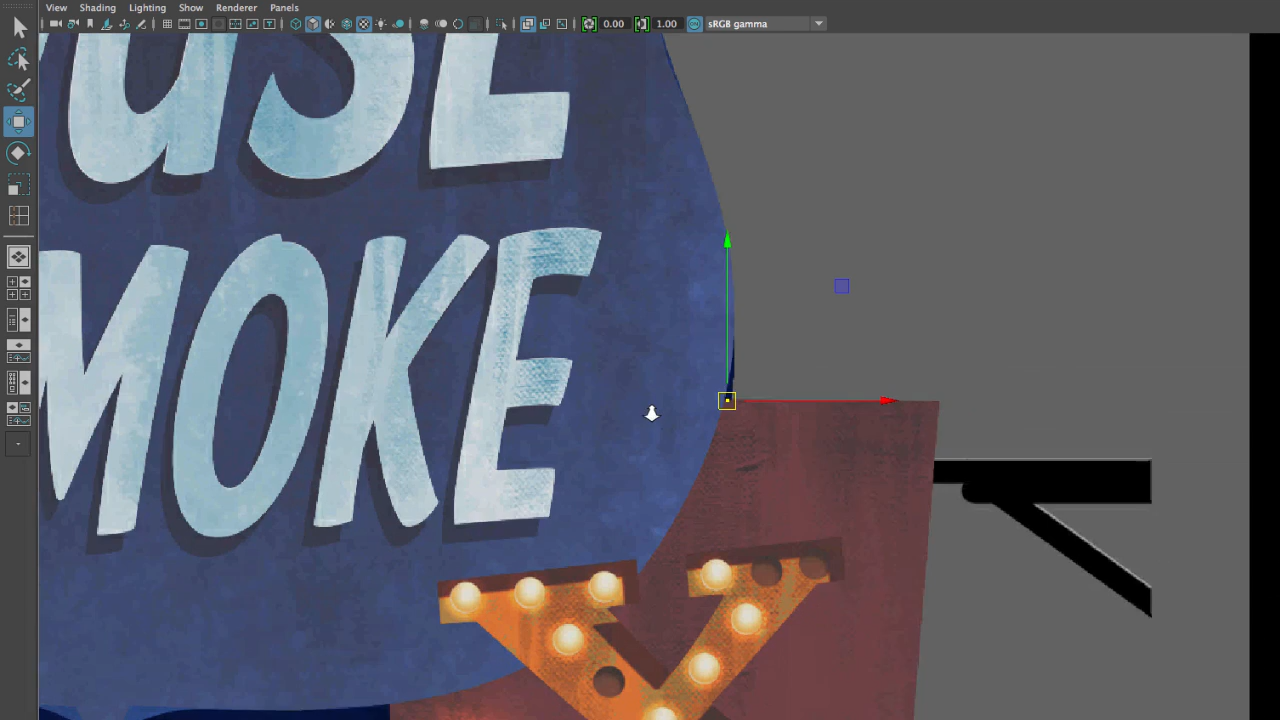 View Shading Lighting Show Renderer Panels
0.00 1.00 sRGB gamma
USE
MOKE
Y